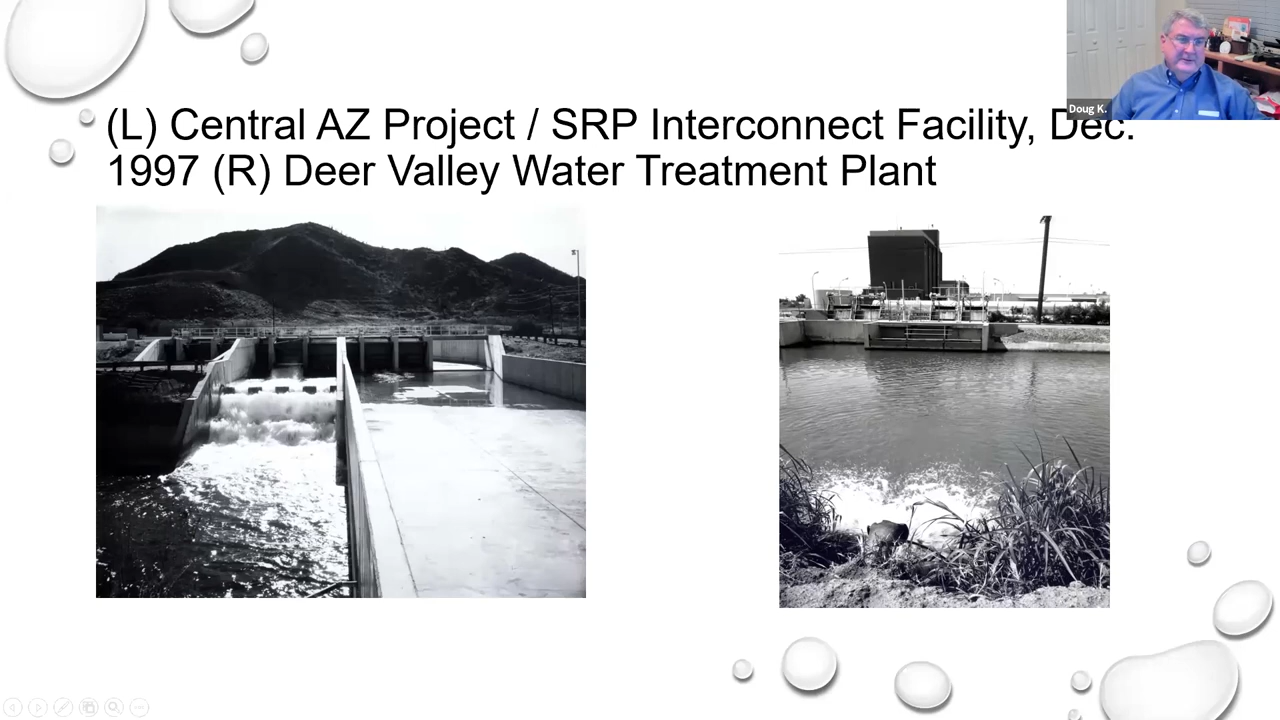 Doug K.
(L) Central AZ Project / SRP Interconnect Facility, Dec.
1997 (R) Deer Valley Water Treatment Plant